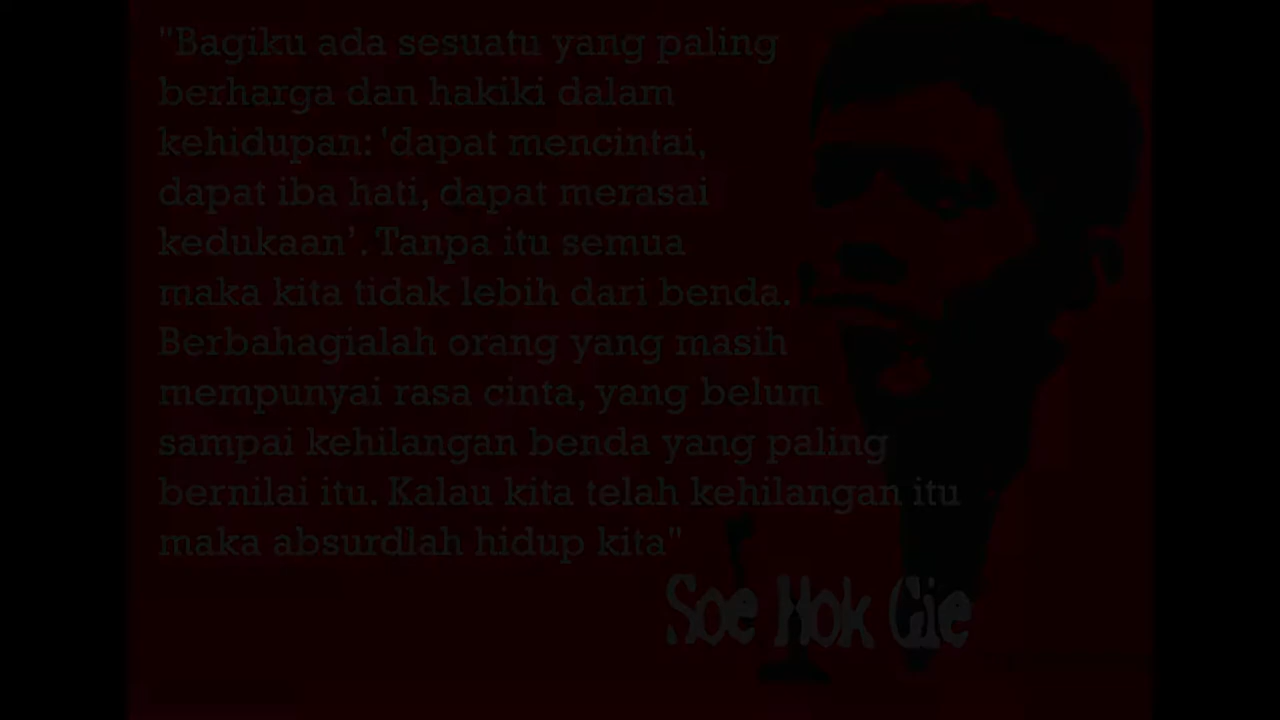 "Bagiku ada sesuatu yang paling
berharga dan hakiki dalam
kehidupan: 'dapat mencintai,
dapat iba hati, dapat merasai
kedukaan'. Tanpa itu semua
maka kita tidak lebih dari benda.
Berbahagialah orang yang masih
mempunyai rasa cinta, yang belum
sampai kehilangan benda yang paling
bernilai itu. Kalau kita telah kehilangan itu
maka absurdlah hidup kita"
Soe Hok Gie